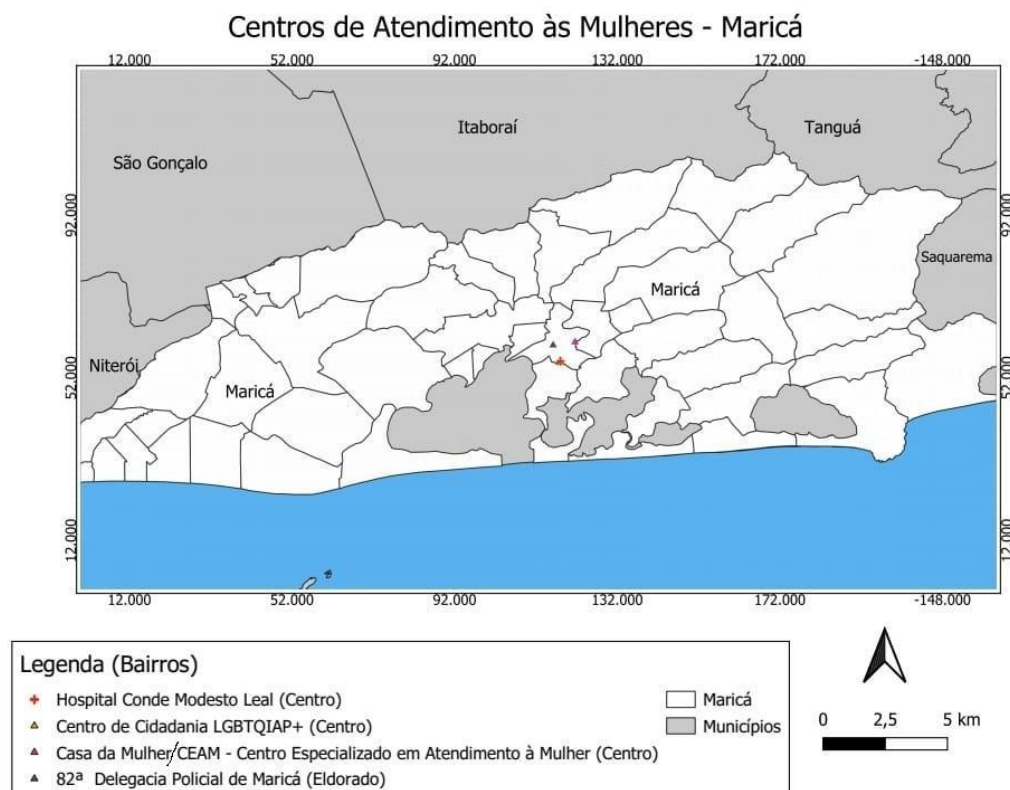 Centros de Atendimento às Mulheres - Maricá
12.000 52.000 92.000 132.000 172.000 -148.000
Itaboraí
Tanguá
São Gonçalo
92.000
92.000
Saquarema
Maricá
Niterói
52.000
52.000
Maricá
12.000
12.000
12.000 52.000 92.000 132.000 172.000 -148.000
Legenda (Bairros)
Hospital Conde Modesto Leal (Centro)
Centro de Cidadania LGBTQIAP+ (Centro)
Casa da Mulher/CEAM - Centro Especializado em Atendimento à Mulher (Centro)
82ª Delegacia Policial de Maricá (Eldorado)
Maricá
Municípios
0 2,5 5 km